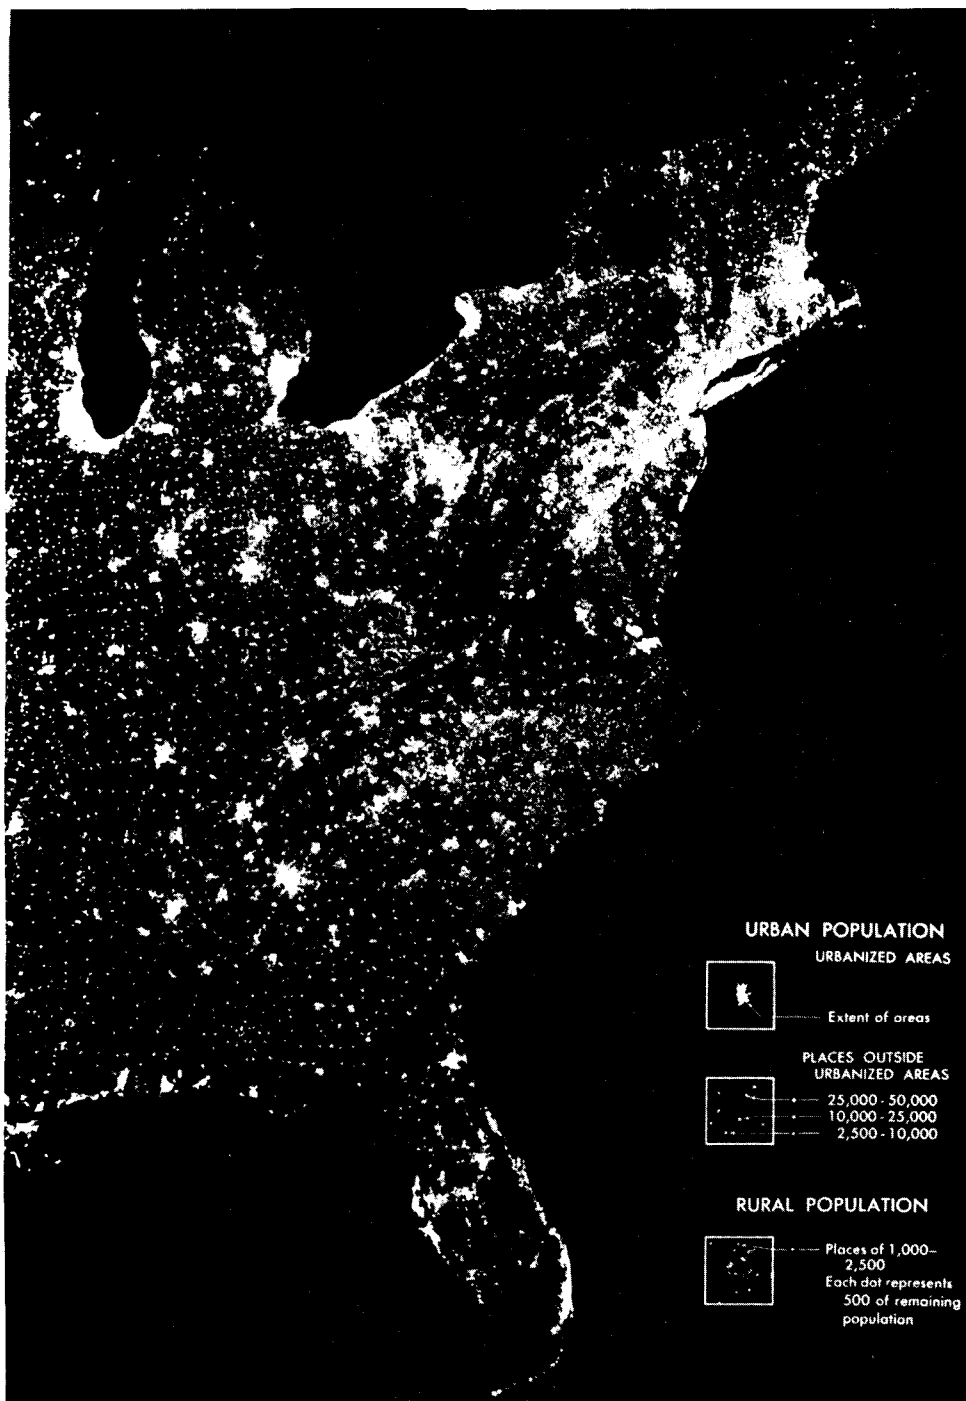 URBAN POPULATION
URBANIZED AREAS
Extent of areas
PLACES OUTSIDE
URBANIZED AREAS
25,000-50,000
10,000-25,000
2,500-10,000
RURAL POPULATION
Places of 1,000–
2,500
Each dot represents
500 of remaining
population